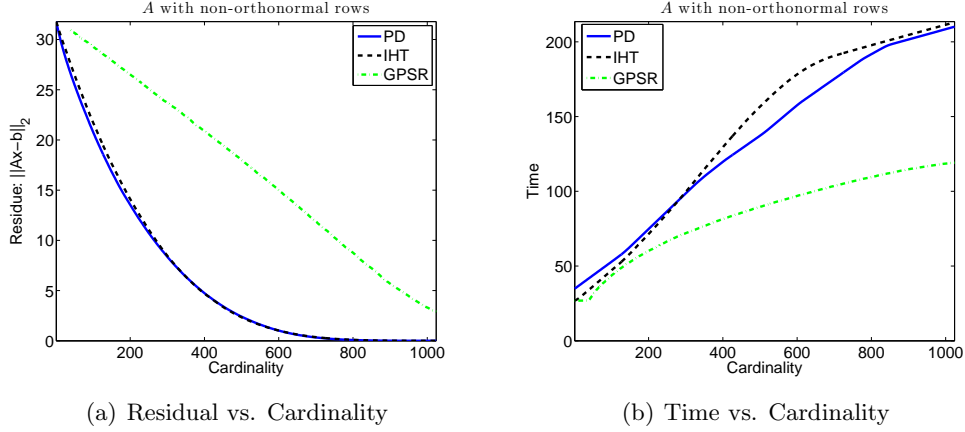 A with non-orthonormal rows
30
25
20
15
10
5
0
Residue: ||Ax−b||₂
PD
IHT
GPSR
200
400
600
800
1000
Cardinality
(a) Residual vs. Cardinality
A with non-orthonormal rows
200
150
100
50
0
Time
PD
IHT
GPSR
200
400
600
800
1000
Cardinality
(b) Time vs. Cardinality